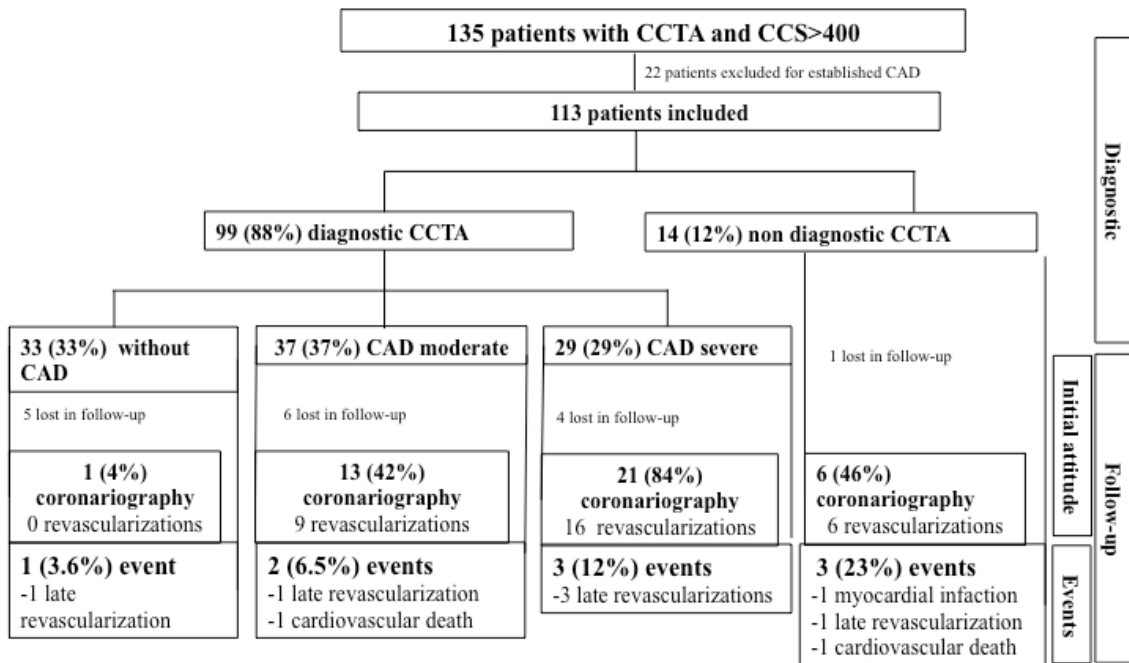 135 patients with CCTA and CCS>400
22 patients excluded for established CAD
113 patients included
Diagnostic
99 (88%) diagnostic CCTA
14 (12%) non diagnostic CCTA
33 (33%) without
CAD
37 (37%) CAD moderate
29 (29%) CAD severe
1 lost in follow-up
5 lost in follow-up
6 lost in follow-up
4 lost in follow-up
Initial attitude
Follow-up
1 (4%)
coronariography
0 revascularizations
13 (42%)
coronariography
9 revascularizations
21 (84%)
coronariography
16 revascularizations
6 (46%)
coronariography
6 revascularizations
1 (3.6%) event
-1 late
revascularization
2 (6.5%) events
-1 late revascularization
-1 cardiovascular death
3 (12%) events
-3 late revascularizations
3 (23%) events
-1 myocardial infaction
-1 late revascularization
-1 cardiovascular death
Events